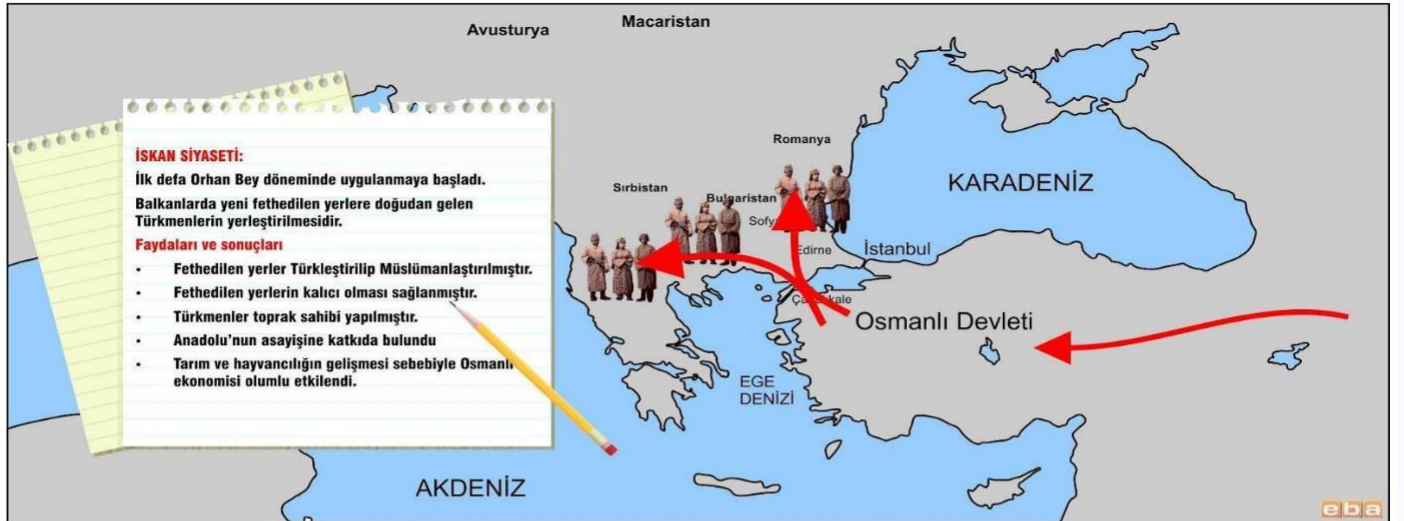 Avusturya
Macaristan
Romanya
Sırbistan
Bulgaristan
Sofya
Edirne
İstanbul
KARADENİZ
Çanakkale
Osmanlı Devleti
EGE
DENİZİ
AKDENİZ
İSKAN SİYASETİ:
İlk defa Orhan Bey döneminde uygulanmaya başladı.
Balkanlarda yeni fethedilen yerlere doğudan gelen
Türkmenlerin yerleştirilmesidir.
Faydaları ve sonuçları
- Fethedilen yerler Türkleştirilip Müslümanlaştırılmıştır.
- Fethedilen yerlerin kalıcı olması sağlanmıştır.
- Türkmenler toprak sahibi yapılmıştır.
- Anadolu’nun asayişine katkıda bulundu
- Tarım ve hayvancılığın gelişmesi sebebiyle Osmanlı
ekonomisi olumlu etkilendi.
eba